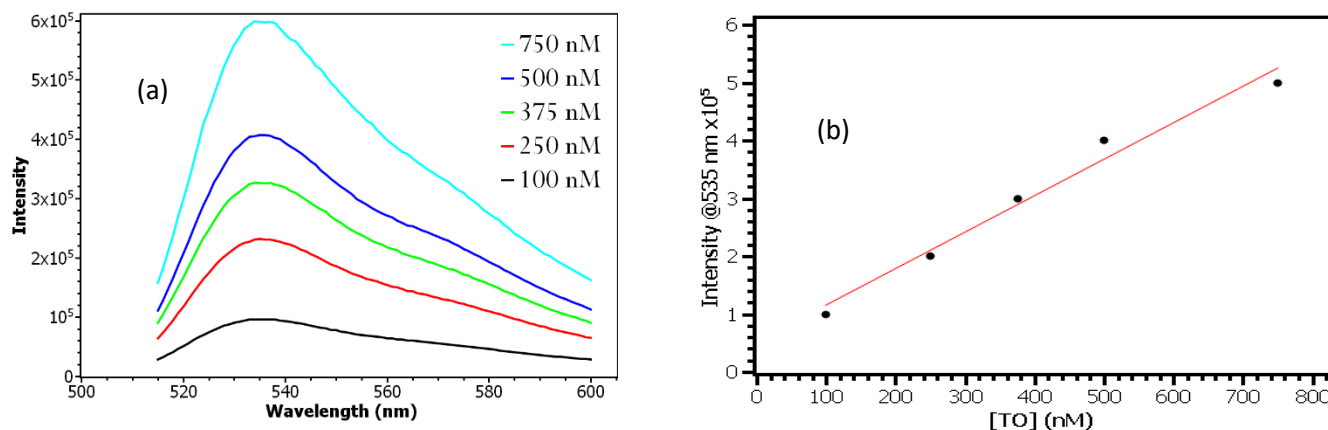 6x10⁵
5x10⁵
4x10⁵
3x10⁵
2x10⁵
10⁵
0
Intensity
(a)
750 nM
500 nM
375 nM
250 nM
100 nM
500 520 540 560 580 600
Wavelength (nm)
6
5
4
3
2
1
0
Intensity @535 nm x10⁵
(b)
0 100 200 300 400 500 600 700 800
[TO] (nM)